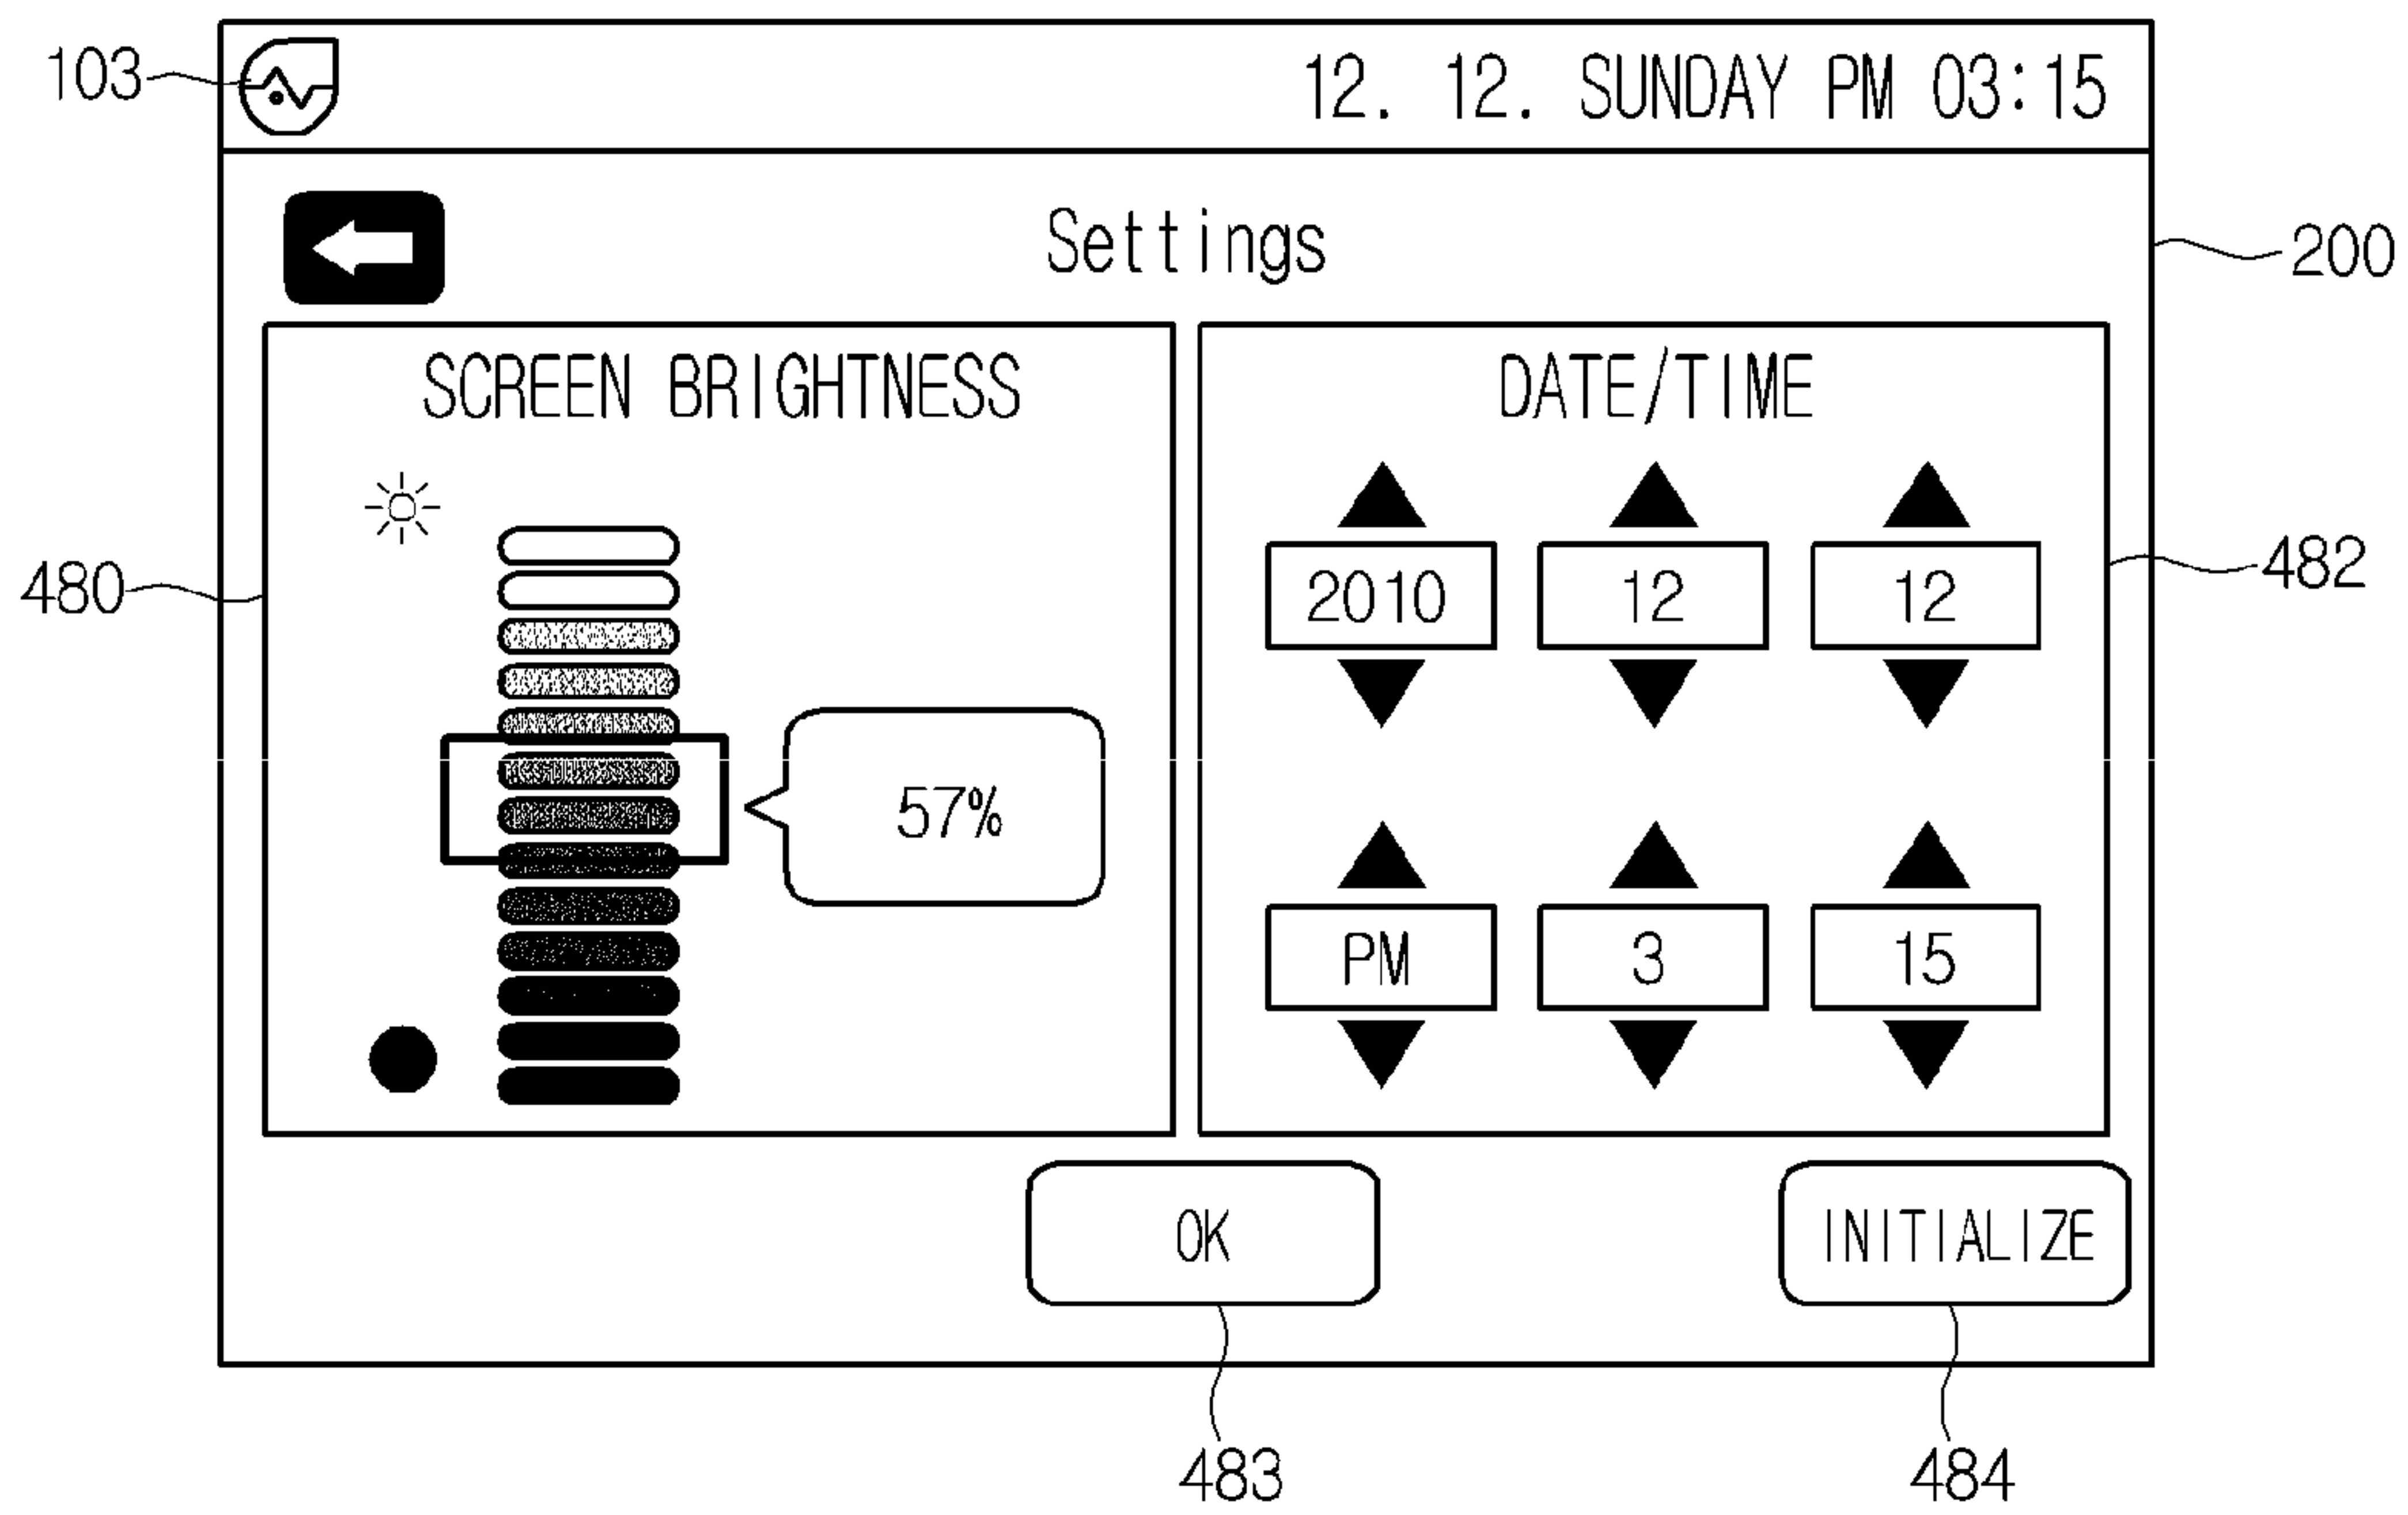 103
12. 12. SUNDAY PM 03:15
Settings
200
SCREEN BRIGHTNESS
DATE/TIME
480
2010 12 12
482
57%
PM 3 15
OK
INITIALIZE
483
484